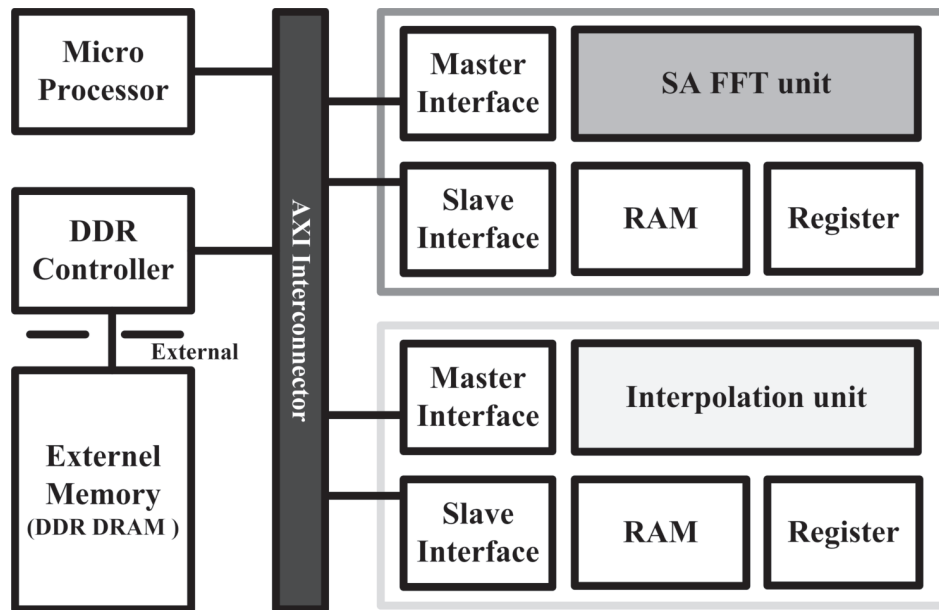 Micro
Processor
DDR
Controller
External
Externel
Memory
(DDR DRAM )
AXI Interconnector
Master
Interface
SA FFT unit
Slave
Interface
RAM
Register
Master
Interface
Interpolation unit
Slave
Interface
RAM
Register